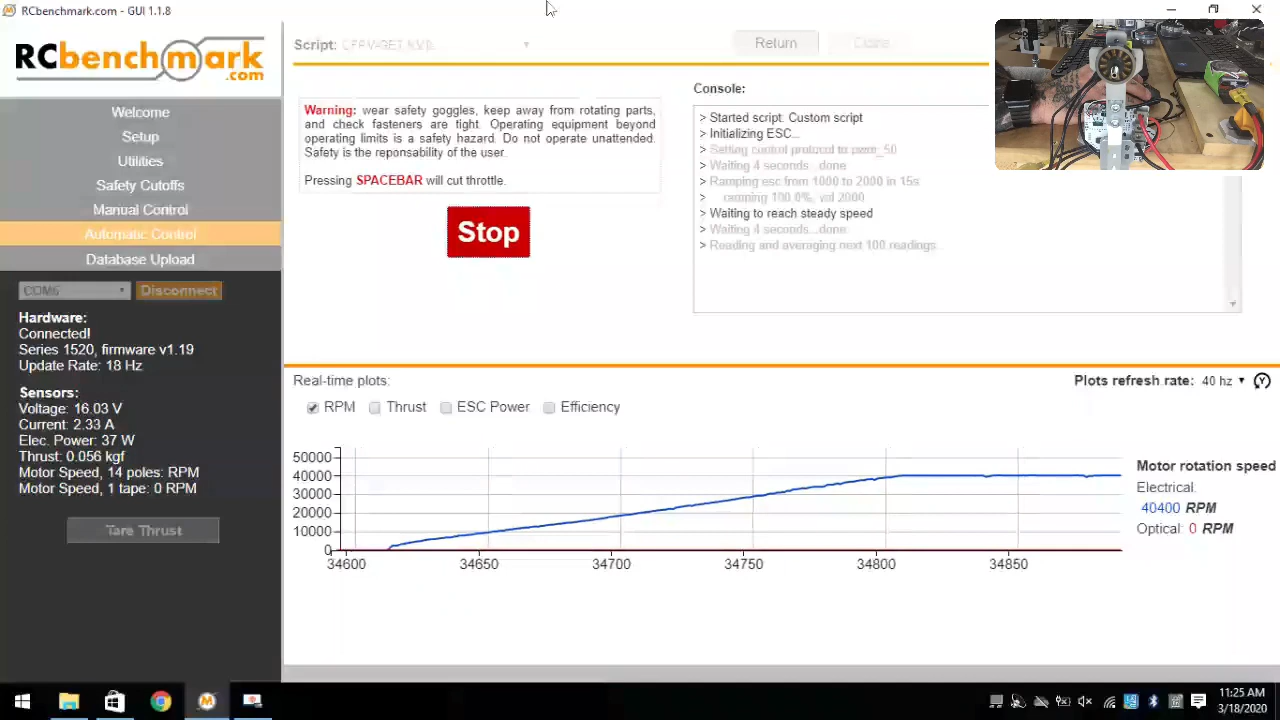 RCbenchmark.com - GUI 1.1.8
RCbenchmark
.com
Welcome
Setup
Utilities
Safety Cutoffs
Manual Control
Automatic Control
Database Upload
COM6
Disconnect
Hardware:
Connected!
Series 1520, firmware v1.19
Update Rate: 18 Hz
Sensors:
Voltage: 16.03 V
Current: 2.33 A
Elec. Power: 37 W
Thrust: 0.056 kgf
Motor Speed, 14 poles: RPM
Motor Speed, 1 tape: 0 RPM
Tare Thrust
Script:
Return
Warning: wear safety goggles, keep away from rotating parts,
and check fasteners are tight. Operating equipment beyond
operating limits is a safety hazard. Do not operate unattended.
Safety is the reponsability of the user.
Pressing SPACEBAR will cut throttle.
Stop
Console:
> Started script. Custom script
> Initializing ESC...
> Setting control protocol to pwm_50
> Waiting 4 seconds...done
> Ramping esc from 1000 to 2000 in 15s
> ramping 100.0%, val 2000
> Waiting to reach steady speed
> Waiting 4 seconds...done
> Reading and averaging next 100 readings...
Real-time plots:
Plots refresh rate: 40 hz
RPM Thrust ESC Power Efficiency
50000
40000
30000
20000
10000
0
34600 34650 34700 34750 34800 34850
Motor rotation speed
Electrical:
40400 RPM
Optical: 0 RPM
11:25 AM
3/18/2020